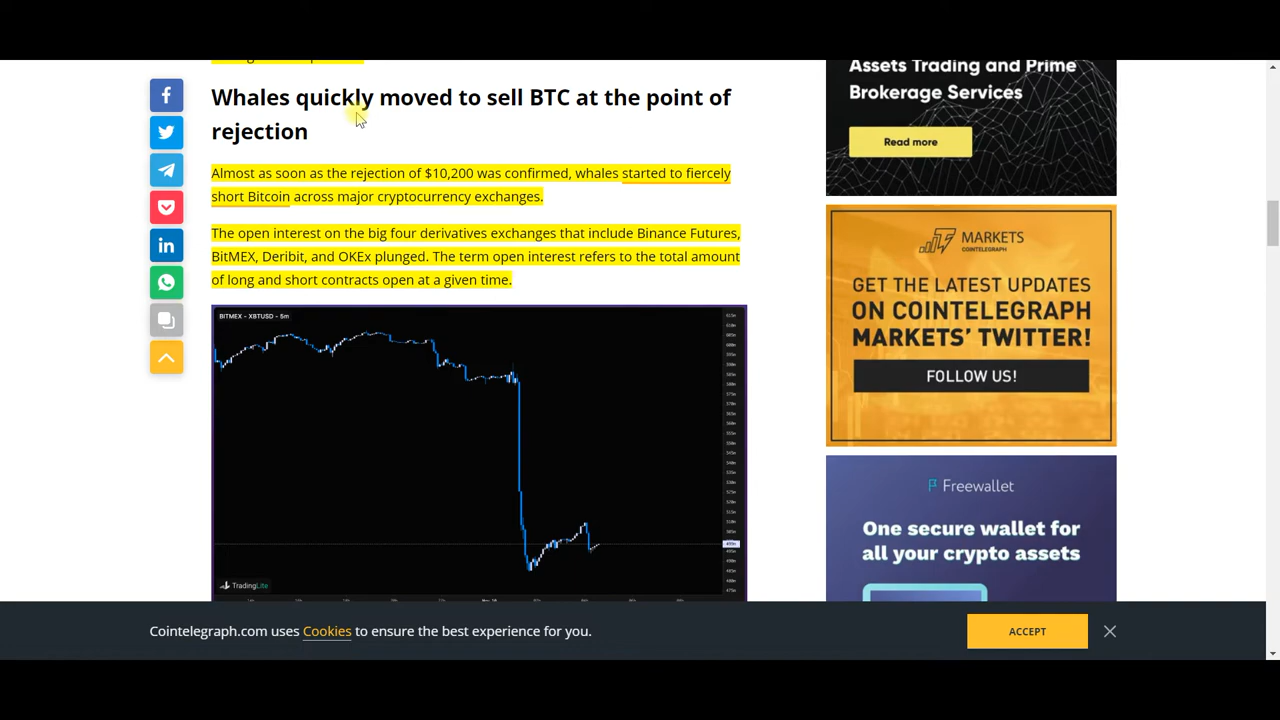 Whales quickly moved to sell BTC at the point of
rejection
Almost as soon as the rejection of $10,200 was confirmed, whales started to fiercely
short Bitcoin across major cryptocurrency exchanges.
The open interest on the big four derivatives exchanges that include Binance Futures,
BitMEX, Deribit, and OKEx plunged. The term open interest refers to the total amount
of long and short contracts open at a given time.
BITMEX - XBTUSD - 5m
TradingLite
Assets Trading and Prime
Brokerage Services
Read more
MARKETS
COINTELEGRAPH
GET THE LATEST UPDATES
ON COINTELEGRAPH
MARKETS' TWITTER!
FOLLOW US!
Freewallet
One secure wallet for
all your crypto assets
Cointelegraph.com uses Cookies to ensure the best experience for you.
ACCEPT